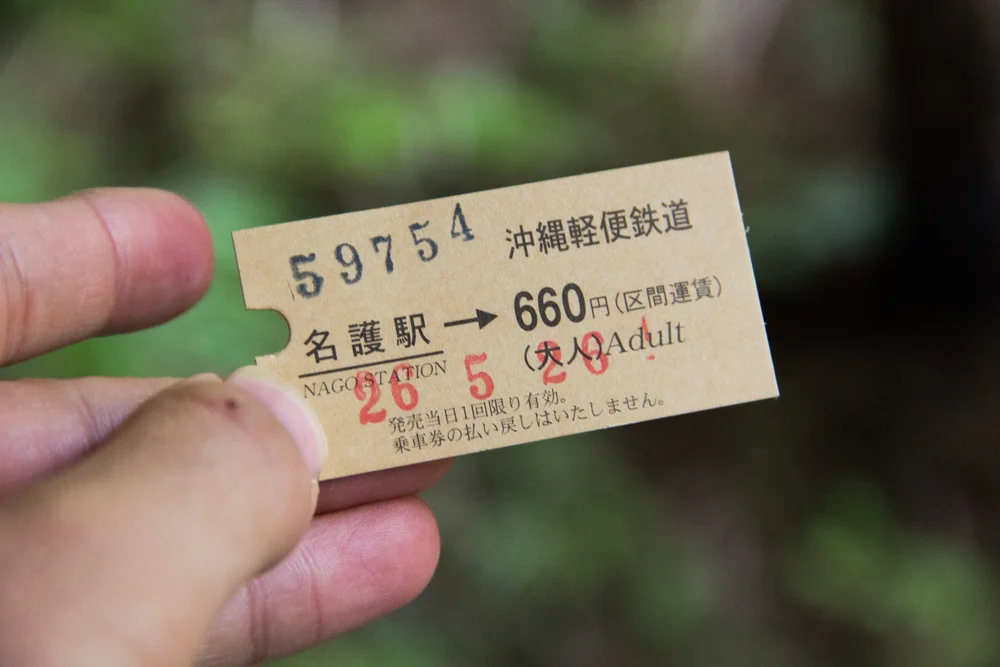 59754 沖縄軽便鉄道
名護駅 → 660円(区間運賃)
NAGO STATION (大人)Adult
26 5 20
発売当日1回限り有効。
乗車券の払い戻しはいたしません。